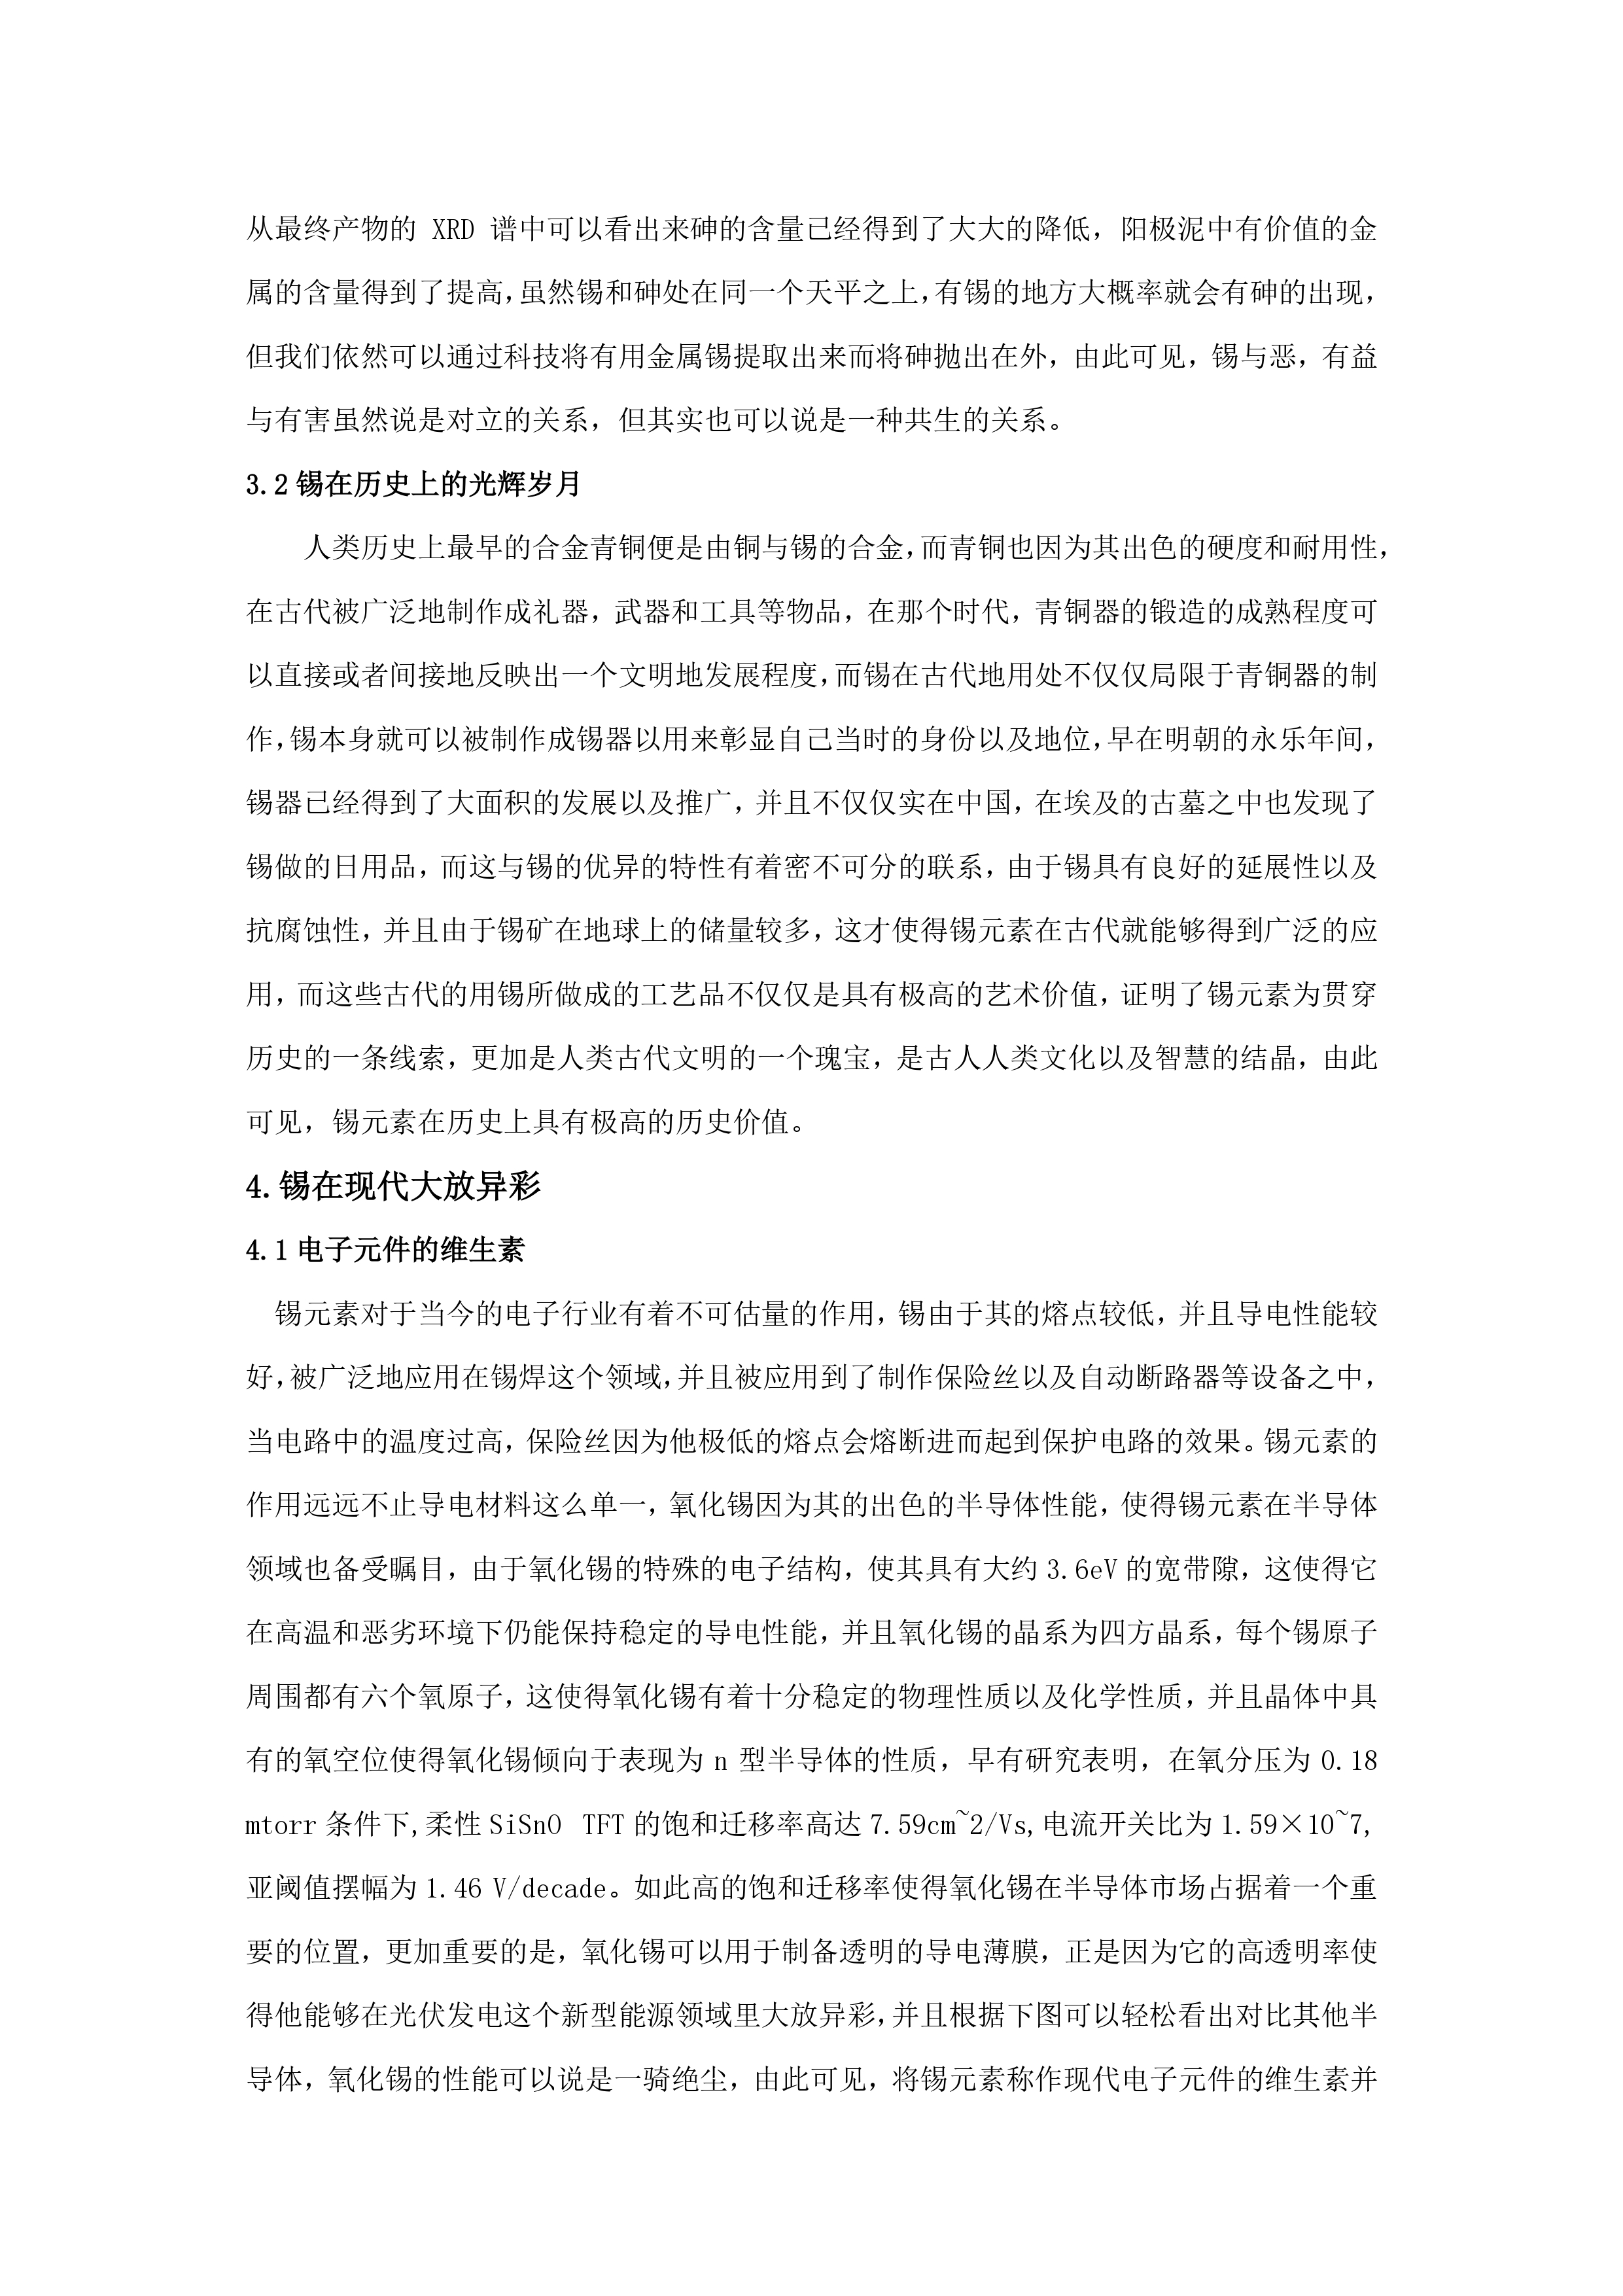 从最终产物的 XRD 谱中可以看出来砷的含量已经得到了大大的降低，阳极泥中有价值的金
属的含量得到了提高，虽然锡和砷处在同一个天平之上，有锡的地方大概率就会有砷的出现，
但我们依然可以通过科技将有用金属锡提取出来而将砷抛出在外，由此可见，锡与恶，有益
与有害虽然说是对立的关系，但其实也可以说是一种共生的关系。
3.2 锡在历史上的光辉岁月
人类历史上最早的合金青铜便是由铜与锡的合金，而青铜也因为其出色的硬度和耐用性，
在古代被广泛地制作成礼器，武器和工具等物品，在那个时代，青铜器的锻造的成熟程度可
以直接或者间接地反映出一个文明地发展程度，而锡在古代地用处不仅仅局限于青铜器的制
作，锡本身就可以被制作成锡器以用来彰显自己当时的身份以及地位，早在明朝的永乐年间，
锡器已经得到了大面积的发展以及推广，并且不仅仅实在中国，在埃及的古墓之中也发现了
锡做的日用品，而这与锡的优异的特性有着密不可分的联系，由于锡具有良好的延展性以及
抗腐蚀性，并且由于锡矿在地球上的储量较多，这才使得锡元素在古代就能够得到广泛的应
用，而这些古代的用锡所做成的工艺品不仅仅是具有极高的艺术价值，证明了锡元素为贯穿
历史的一条线索，更加是人类古代文明的一个瑰宝，是古人人类文化以及智慧的结晶，由此
可见，锡元素在历史上具有极高的历史价值。
4.锡在现代大放异彩
4.1 电子元件的维生素
锡元素对于当今的电子行业有着不可估量的作用，锡由于其的熔点较低，并且导电性能较
好，被广泛地应用在锡焊这个领域，并且被应用到了制作保险丝以及自动断路器等设备之中，
当电路中的温度过高，保险丝因为他极低的熔点会熔断进而起到保护电路的效果。锡元素的
作用远远不止导电材料这么单一，氧化锡因为其的出色的半导体性能，使得锡元素在半导体
领域也备受瞩目，由于氧化锡的特殊的电子结构，使其具有大约 3.6eV 的宽带隙，这使得它
在高温和恶劣环境下仍能保持稳定的导电性能，并且氧化锡的晶系为四方晶系，每个锡原子
周围都有六个氧原子，这使得氧化锡有着十分稳定的物理性质以及化学性质，并且晶体中具
有的氧空位使得氧化锡倾向于表现为 n 型半导体的性质，早有研究表明，在氧分压为 0.18
mtorr 条件下,柔性 SiSnO TFT 的饱和迁移率高达 7.59cm~2/Vs,电流开关比为 1.59×10~7,
亚阈值摆幅为 1.46 V/decade。如此高的饱和迁移率使得氧化锡在半导体市场占据着一个重
要的位置，更加重要的是，氧化锡可以用于制备透明的导电薄膜，正是因为它的高透明率使
得他能够在光伏发电这个新型能源领域里大放异彩，并且根据下图可以轻松看出对比其他半
导体，氧化锡的性能可以说是一骑绝尘，由此可见，将锡元素称作现代电子元件的维生素并